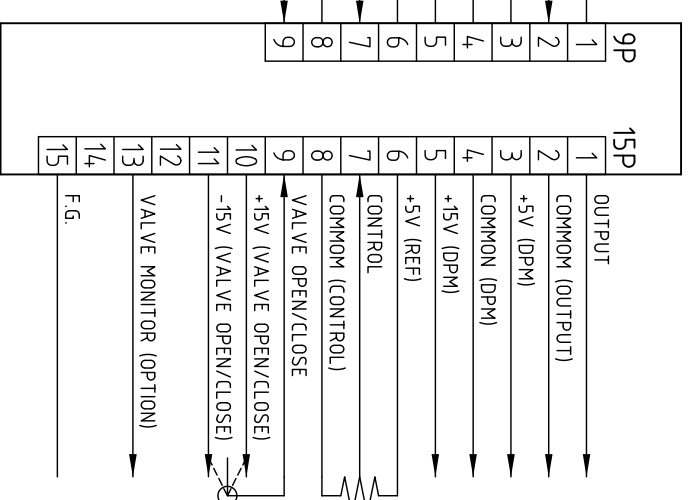 9P
1 2 3 4 5 6 7 8 9
15P
1 2 3 4 5 6 7 8 9 10 11 12 13 14 15
OUTPUT
COMMOM (OUTPUT)
+5V (DPM)
COMMON (DPM)
+15V (DPM)
+5V (REF)
CONTROL
COMMOM (CONTROL)
VALVE OPEN/CLOSE
+15V (VALVE OPEN/CLOSE)
-15V (VALVE OPEN/CLOSE)
VALVE MONITOR (OPTION)
F.G.